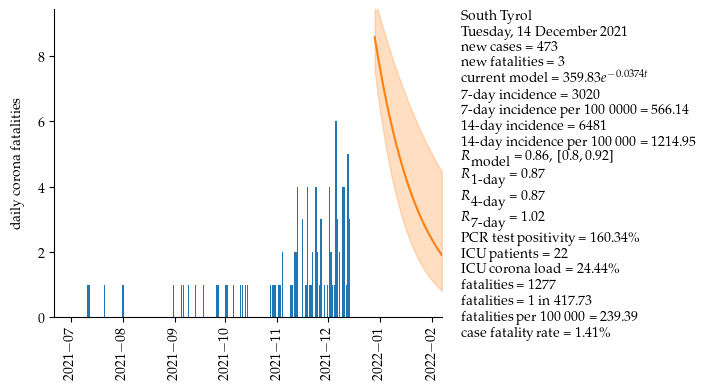 South Tyrol
Tuesday, 14 December 2021
new cases = 473
new fatalities = 3
current model = 359.83e^{-0.0374t}
7-day incidence = 3020
7-day incidence per 100 0000 = 566.14
14-day incidence = 6481
14-day incidence per 100 000 = 1214.95
R_model = 0.86, [0.8, 0.92]
R_1-day = 0.87
R_4-day = 0.87
R_7-day = 1.02
PCR test positivity = 160.34%
ICU patients = 22
ICU corona load = 24.44%
fatalities = 1277
fatalities = 1 in 417.73
fatalities per 100 000 = 239.39
case fatality rate = 1.41%
daily corona fatalities
8
6
4
2
0
2021−07
2021−08
2021−09
2021−10
2021−11
2021−12
2022−01
2022−02